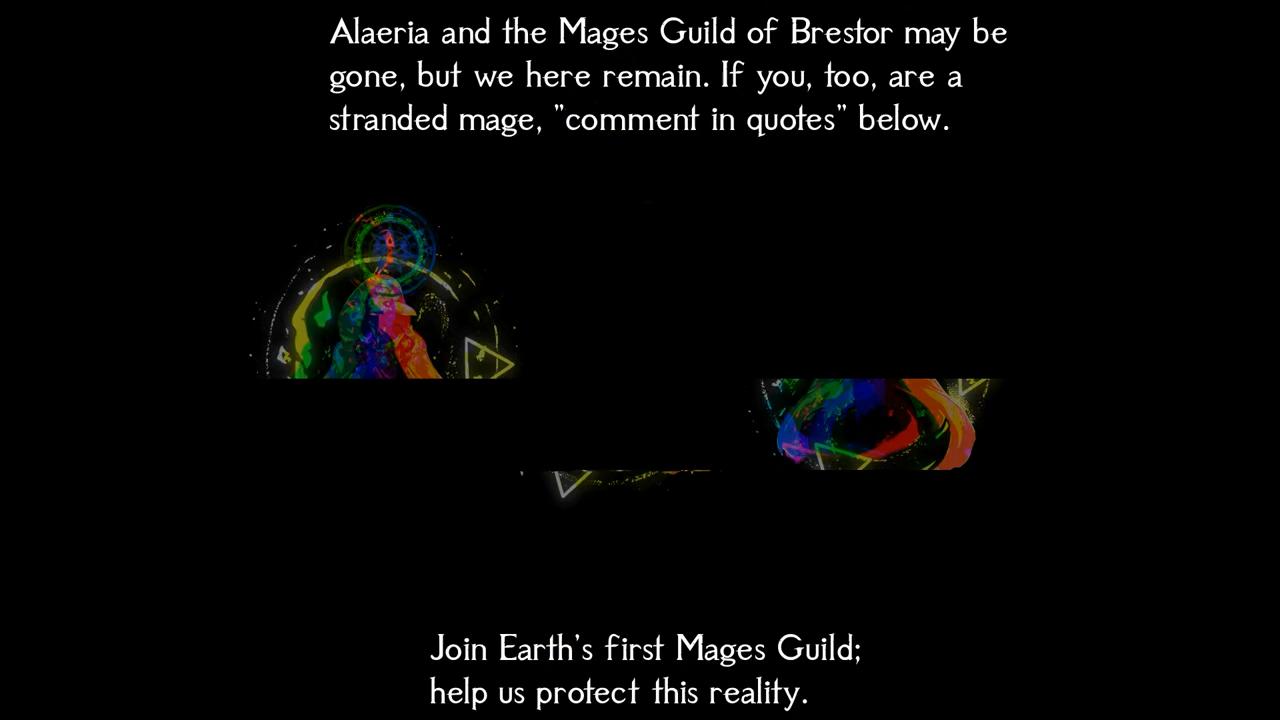 Alaeria and the Mages Guild of Brestor may be
gone, but we here remain. If you, too, are a
stranded mage, "comment in quotes" below.
Join Earth's first Mages Guild;
help us protect this reality.